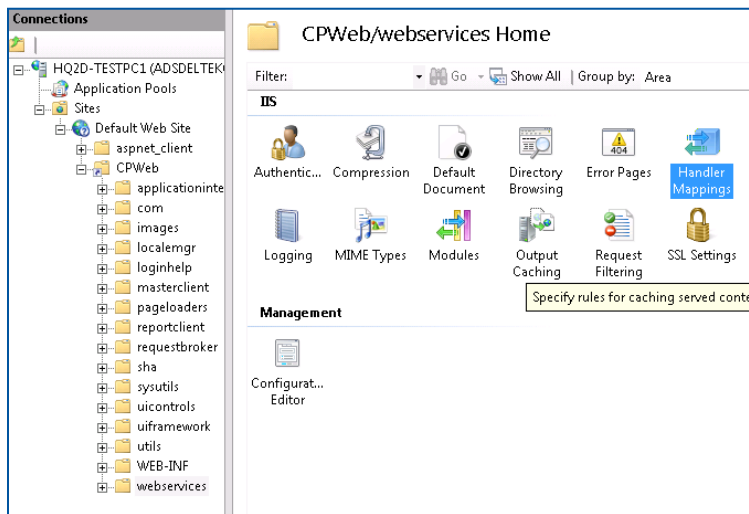 Connections
HQ2D-TESTPC1 (ADSDELTEK
Application Pools
Sites
Default Web Site
aspnet_client
CPWeb
applicationinte
com
images
localemgr
loginhelp
masterclient
pageloaders
reportclient
requestbroker
sha
sysutils
uicontrols
uiframework
utils
WEB-INF
webservices
CPWeb/webservices Home
Filter: Go Show All Group by: Area
IIS
Authentic... Compression Default Document Directory Browsing Error Pages Handler Mappings
404
Logging MIME Types Modules Output Caching Request Filtering SSL Settings
Specify rules for caching served conte
Management
Configurat... Editor